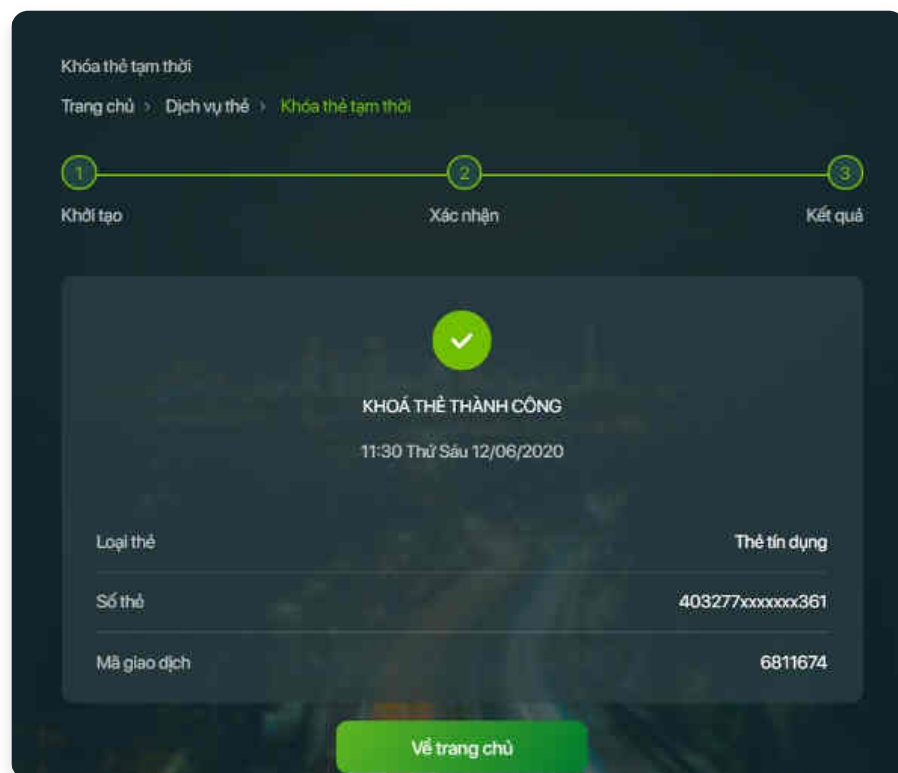 Khóa thẻ tạm thời
Trang chủ > Dịch vụ thẻ > Khóa thẻ tạm thời
1 2 3
Khởi tạo Xác nhận Kết quả
KHOÁ THẺ THÀNH CÔNG
11:30 Thứ Sáu 12/06/2020
Loại thẻ Thẻ tín dụng
Số thẻ 403277xxxxxxx361
Mã giao dịch 6811674
Về trang chủ